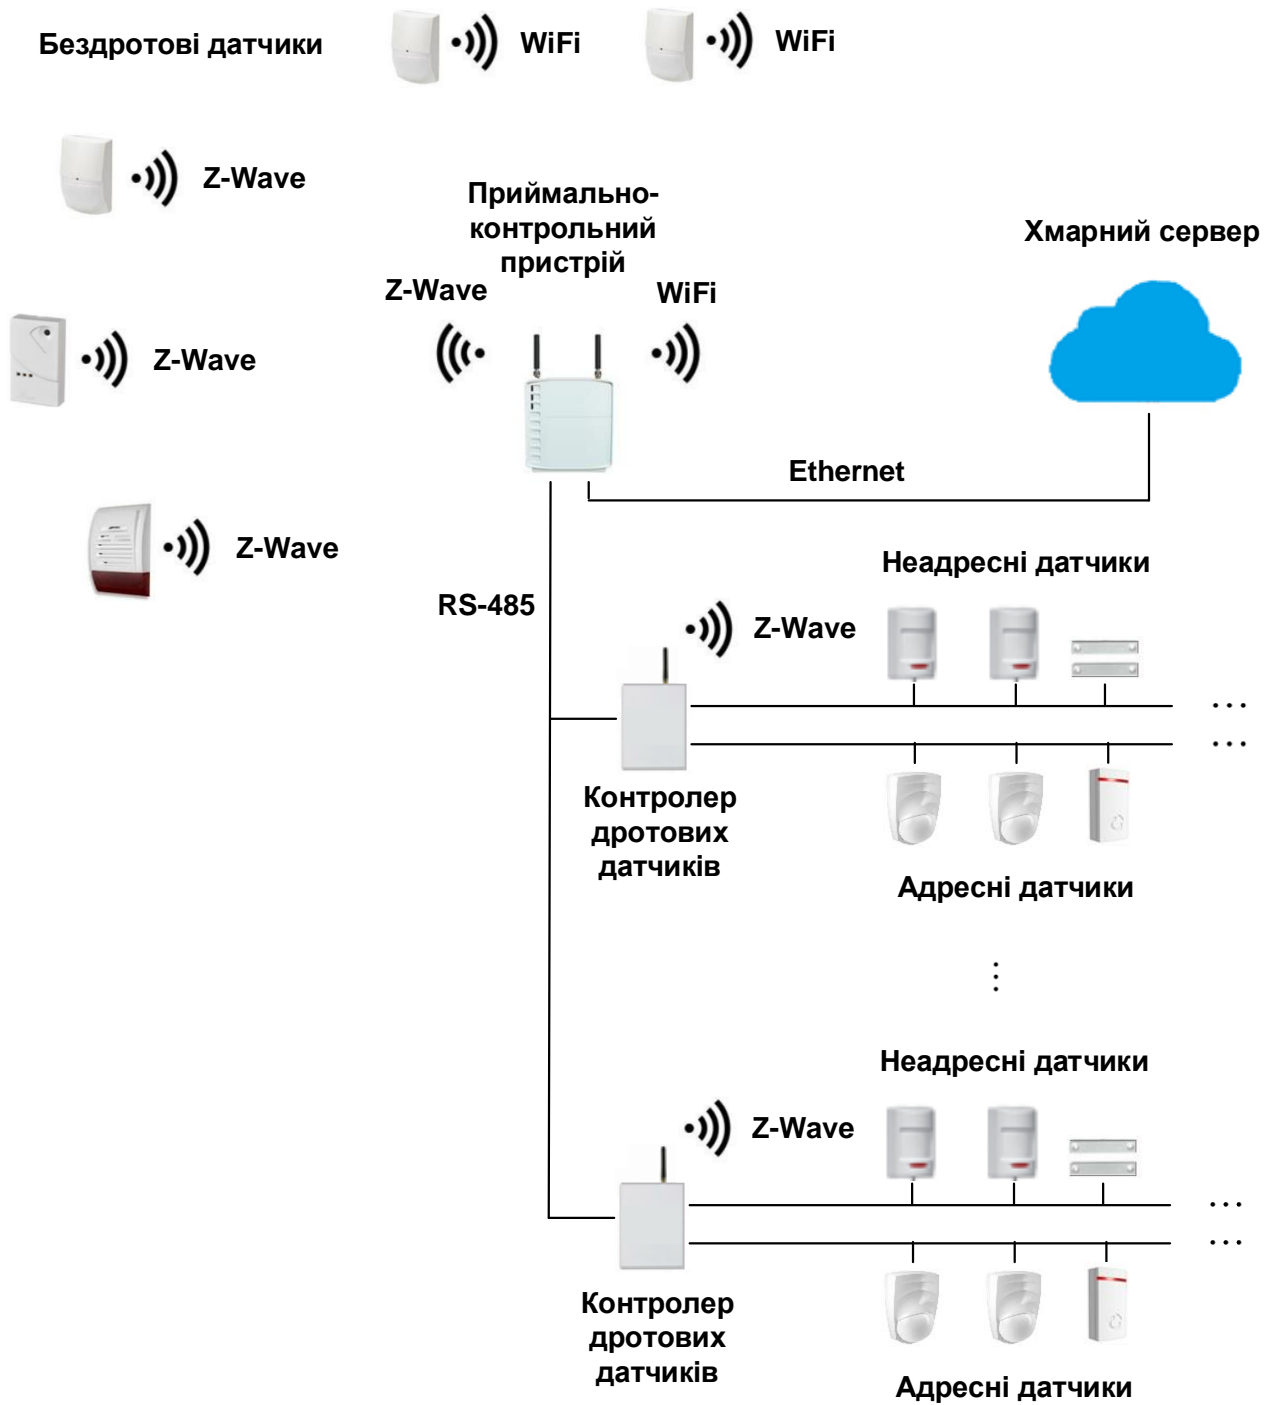 Бездротові датчики
WiFi
WiFi
Z-Wave
Приймально-
контрольний
пристрій
Хмарний сервер
Z-Wave
WiFi
Z-Wave
Ethernet
Z-Wave
Неадресні датчики
RS-485
Z-Wave
...
...
Контролер
дротових
датчиків
Адресні датчики
...
Неадресні датчики
Z-Wave
...
...
Контролер
дротових
датчиків
Адресні датчики